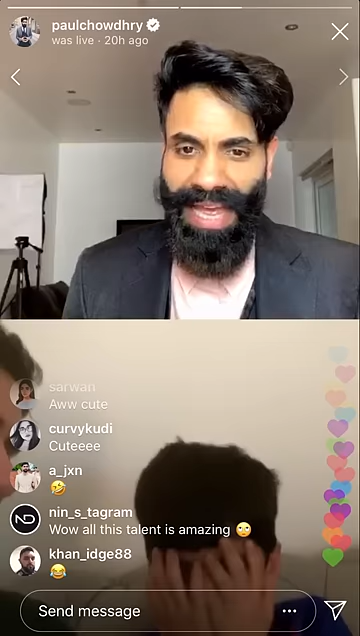 paulchowdhry
was live · 20h ago
sarwan
Aww cute
curvykudi
Cuteeee
a_jxn
🤣
ND
nin_s_tagram
Wow all this talent is amazing 🙄
khan_idge88
😂
Send message